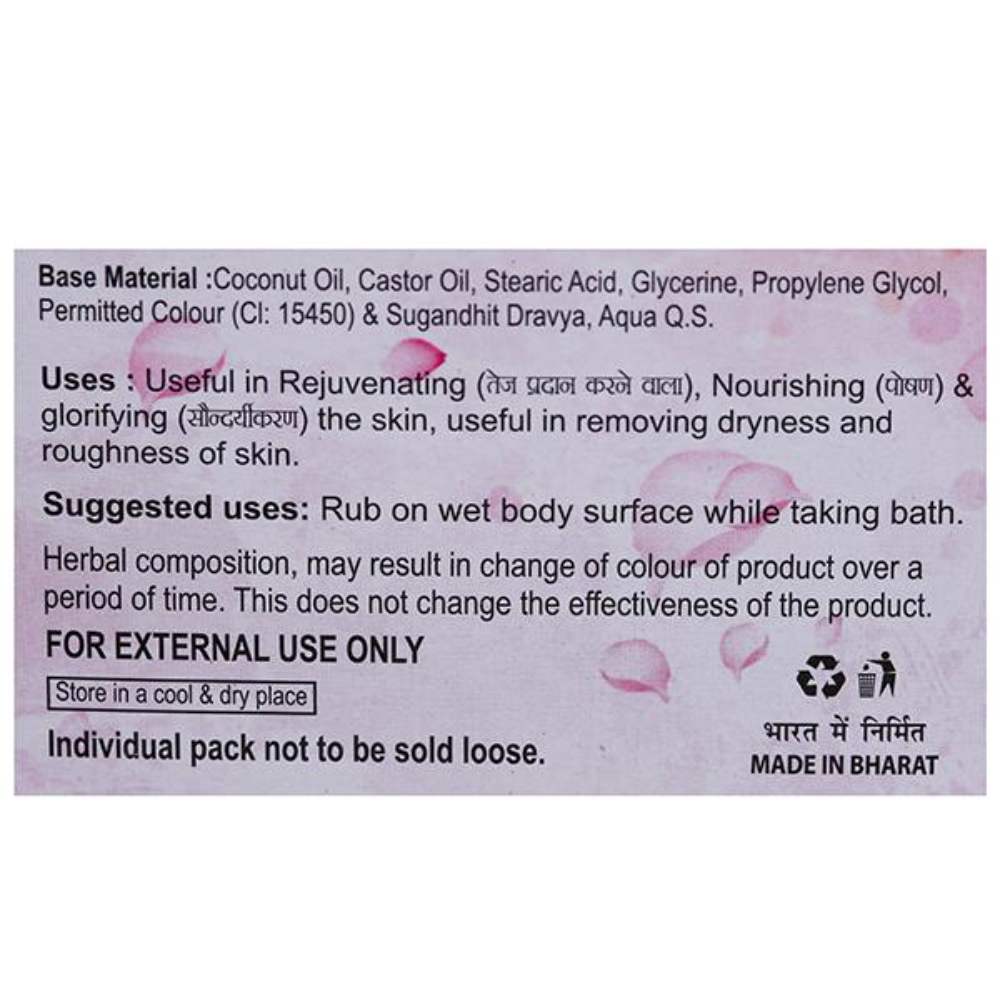 Base Material :Coconut Oil, Castor Oil, Stearic Acid, Glycerine, Propylene Glycol,
Permitted Colour (CI: 15450) & Sugandhit Dravya, Aqua Q.S.
Uses : Useful in Rejuvenating (तेज प्रदान करने वाला), Nourishing (पोषण) &
glorifying (सौन्दर्यीकरण) the skin, useful in removing dryness and
roughness of skin.
Suggested uses: Rub on wet body surface while taking bath.
Herbal composition, may result in change of colour of product over a
period of time. This does not change the effectiveness of the product.
FOR EXTERNAL USE ONLY
Store in a cool & dry place
Individual pack not to be sold loose.
भारत में निर्मित
MADE IN BHARAT